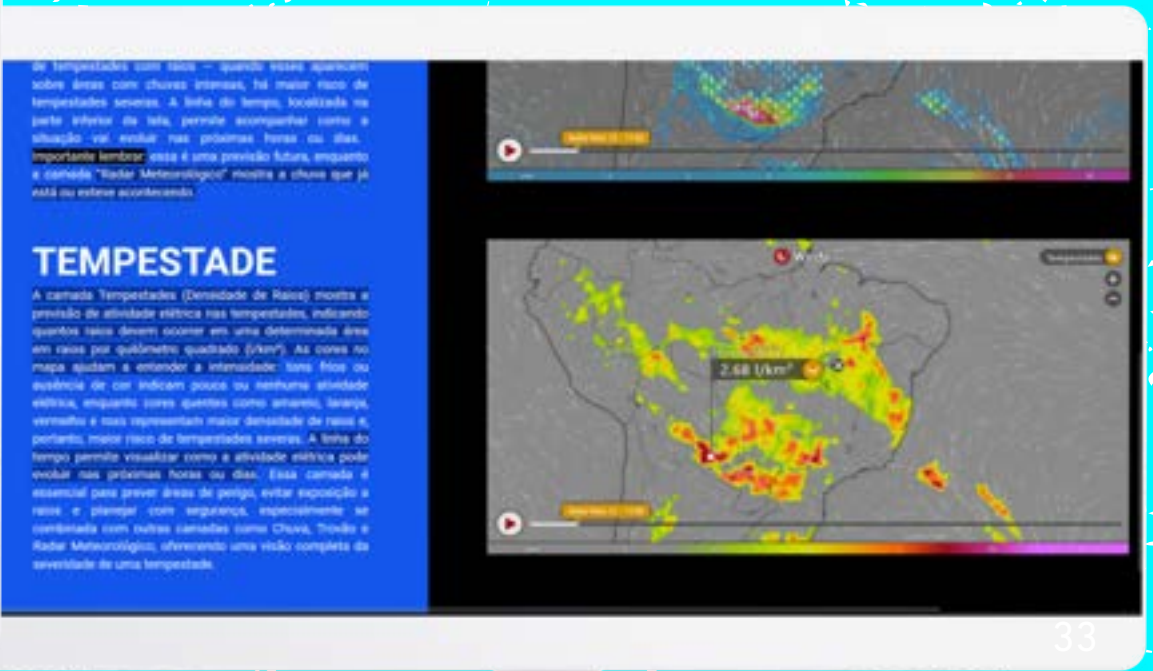 de tempestades com raios — quando esses aparecem
sobre áreas com chuvas intensas, há maior risco de
tempestades severas. A linha do tempo, localizada na
parte inferior da tela, permite acompanhar como a
situação vai evoluir nas próximas horas ou dias.
Importante lembrar: essa é uma previsão futura, enquanto
a camada "Radar Meteorológico" mostra a chuva que já
está ou esteve acontecendo.
TEMPESTADE
A camada Tempestades (Densidade de Raios) mostra a
previsão de atividade elétrica nas tempestades, indicando
quantos raios devem ocorrer em uma determinada área
em raios por quilômetro quadrado (l/km²). As cores no
mapa ajudam a entender a intensidade: tons frios ou
ausência de cor indicam pouca ou nenhuma atividade
elétrica, enquanto cores quentes como amarelo, laranja,
vermelho e roxo representam maior densidade de raios e,
portanto, maior risco de tempestades severas. A linha do
tempo permite visualizar como a atividade elétrica pode
evoluir nas próximas horas ou dias. Essa camada é
essencial para prever áreas de perigo, evitar exposição a
raios e planejar com segurança, especialmente se
combinada com outras camadas como Chuva, Trovão e
Radar Meteorológico, oferecendo uma visão completa da
severidade de uma tempestade.
Tempestades
2.68 l/km²
33